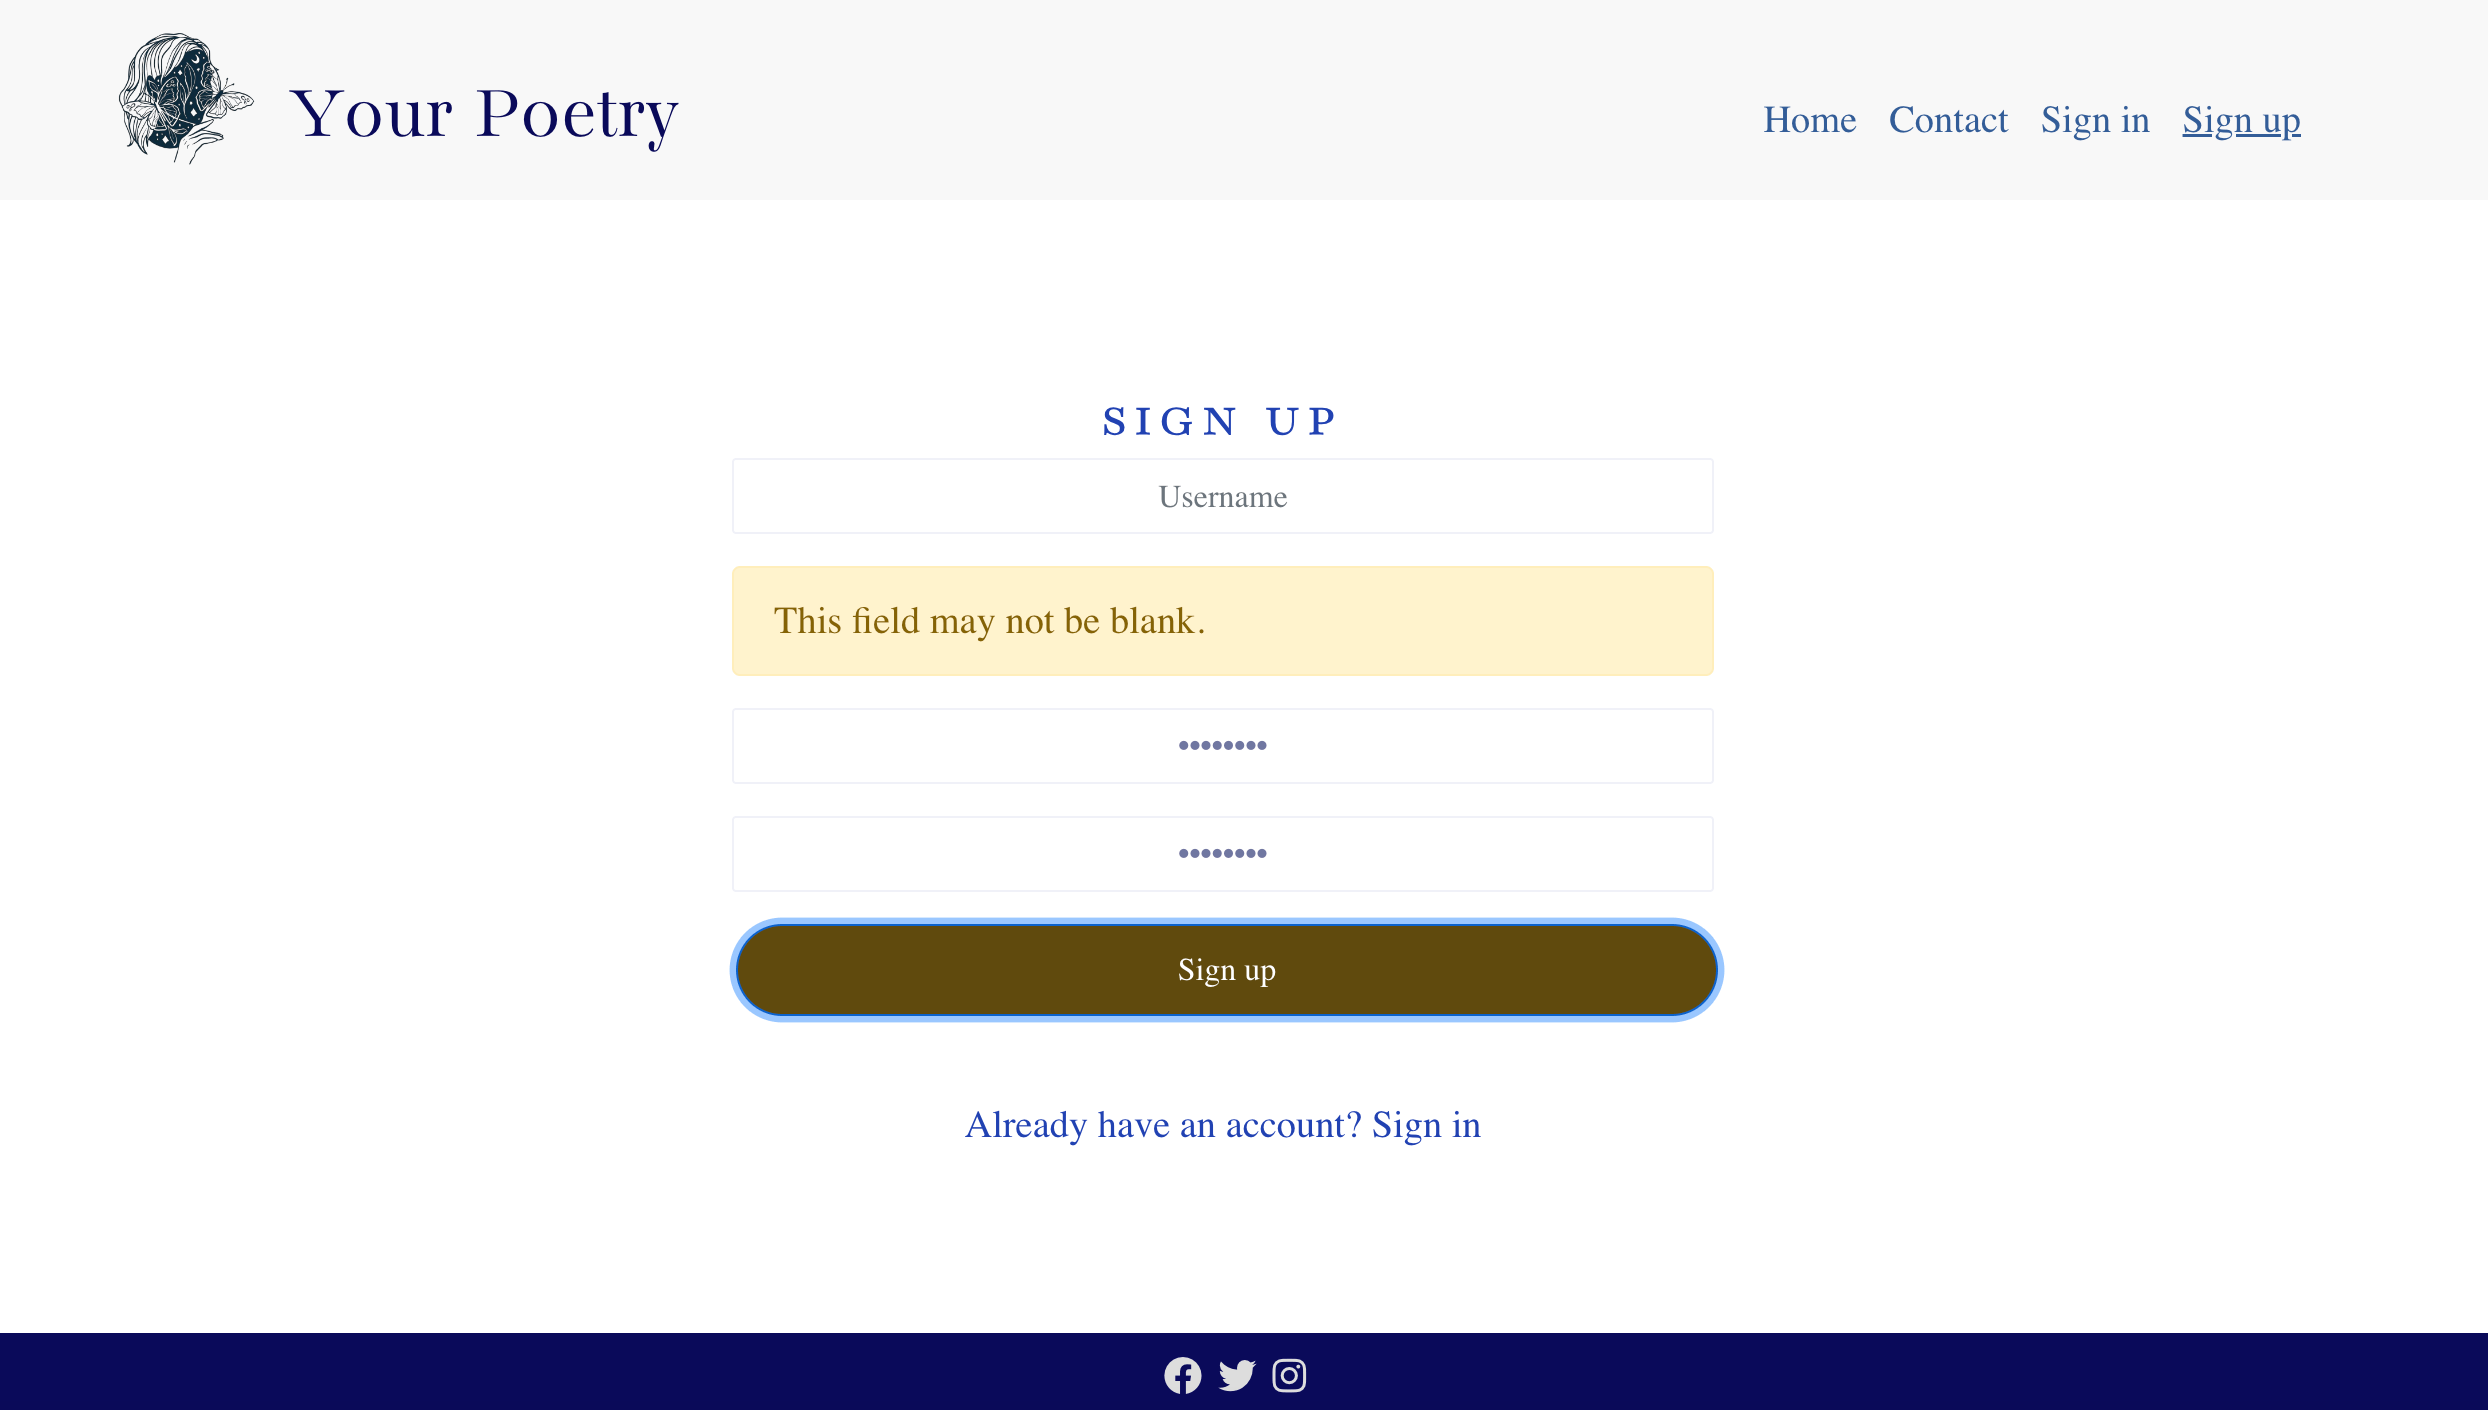 Your Poetry
Home Contact Sign in Sign up
SIGN UP
Username
This field may not be blank.
••••••••
••••••••
Sign up
Already have an account? Sign in